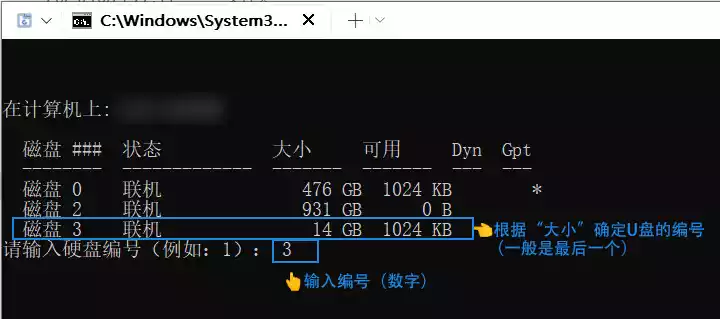 C:\Windows\System3...
在计算机上:
磁盘 ### 状态 大小 可用 Dyn Gpt
-------- ------------- ------- ------- --- ---
磁盘 0 联机 476 GB 1024 KB *
磁盘 2 联机 931 GB 0 B
磁盘 3 联机 14 GB 1024 KB
👈根据“大小”确定U盘的编号
（一般是最后一个）
请输入硬盘编号（例如：1）： 3
👆输入编号（数字）